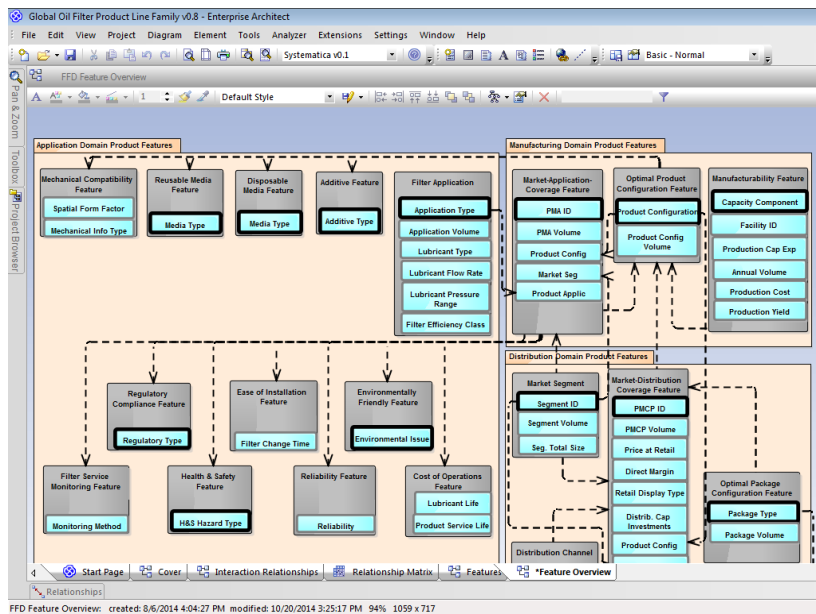 Global Oil Filter Product Line Family v0.8 - Enterprise Architect
File Edit View Project Diagram Element Tools Analyzer Extensions Settings Window Help
Systematica v0.1
Basic - Normal
FFD Feature Overview
1
Default Style
Pan & Zoom
Toolbox
Project Browser
Application Domain Product Features
Mechanical Compatibility
Feature
Spatial Form Factor
Mechanical Info Type
Reusable Media
Feature
Media Type
Disposable
Media Feature
Media Type
Additive Feature
Additive Type
Filter Application
Application Type
Application Volume
Lubricant Type
Lubricant Flow Rate
Lubricant Pressure
Range
Filter Efficiency Class
Regulatory
Compliance Feature
Regulatory Type
Ease of Installation
Feature
Filter Change Time
Environmentally
Friendly Feature
Environmental Issue
Filter Service
Monitoring Feature
Monitoring Method
Health & Safety
Feature
H&S Hazard Type
Reliability Feature
Reliability
Cost of Operations
Feature
Lubricant Life
Product Service Life
Manufacturing Domain Product Features
Market-Application-
Coverage Feature
PMA ID
PMA Volume
Product Config
Market Seg
Product Applic
Optimal Product
Configuration Feature
Product Configuration
Product Config
Volume
Manufacturability Feature
Capacity Component
Facility ID
Production Cap Exp
Annual Volume
Production Cost
Production Yield
Distribution Domain Product Features
Market Segment
Segment ID
Segment Volume
Seg. Total Size
Market-Distribution
Coverage Feature
PMCP ID
PMCP Volume
Price at Retail
Direct Margin
Retail Display Type
Distrib. Cap
Investments
Product Config
Optimal Package
Configuration Feature
Package Type
Package Volume
Distribution Channel
Start Page
Cover
Interaction Relationships
Relationship Matrix
Features
*Feature Overview
Relationships
FFD Feature Overview: created: 8/6/2014 4:04:27 PM modified: 10/20/2014 3:25:17 PM 94% 1059 x 717